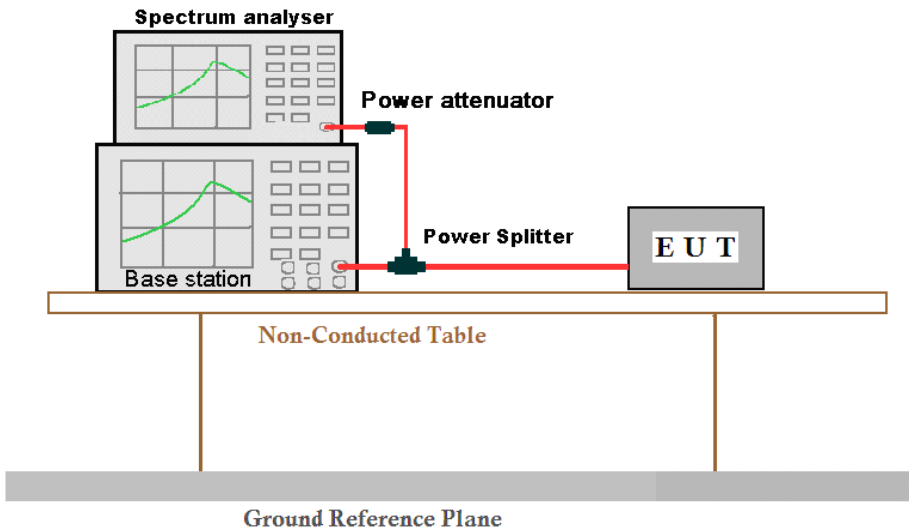 Spectrum analyser
Power attenuator
Power Splitter
E U T
Base station
Non-Conducted Table
Ground Reference Plane